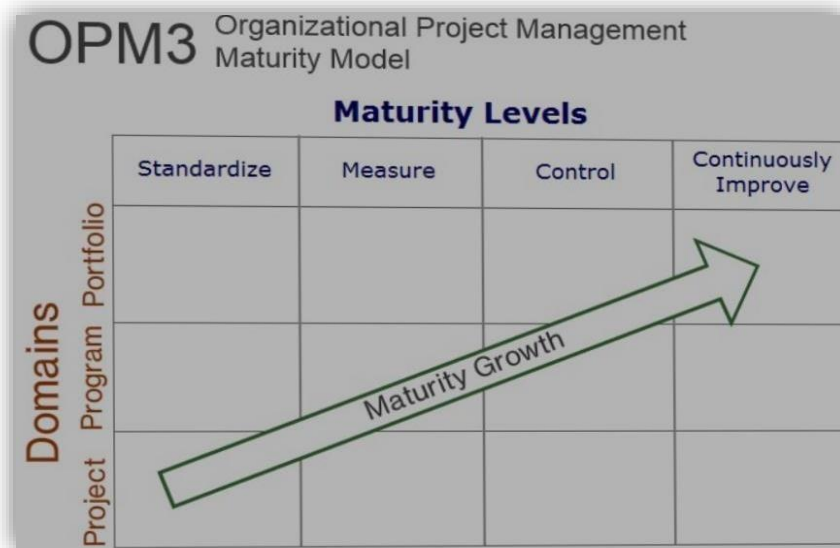 OPM3
Organizational Project Management
Maturity Model
Maturity Levels
Standardize
Measure
Control
Continuously
Improve
Domains
Portfolio
Program
Project
Maturity Growth